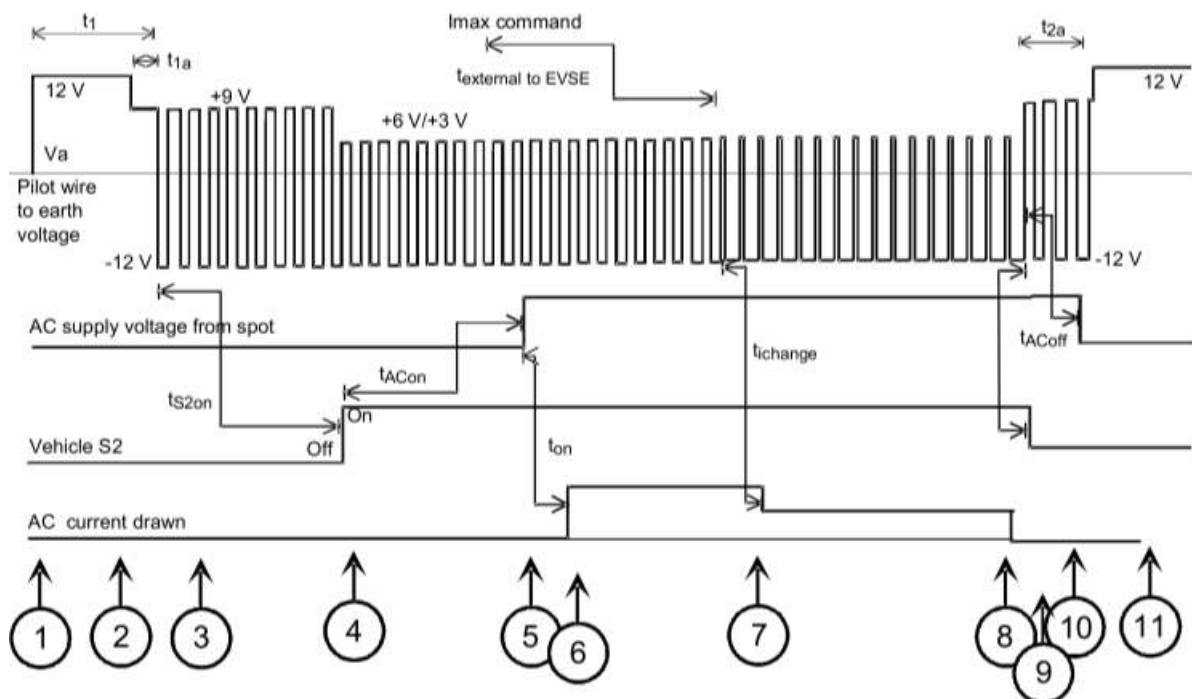 t1
Imax command
t2a
t1a
texternal to EVSE
12 V
+9 V
12 V
+6 V/+3 V
Va
Pilot wire
to earth
voltage
-12 V
-12 V
AC supply voltage from spot
tACoff
tichange
tACon
tS2on
On
Vehicle S2
Off
ton
AC current drawn
1
2
3
4
5
6
7
8
9
10
11